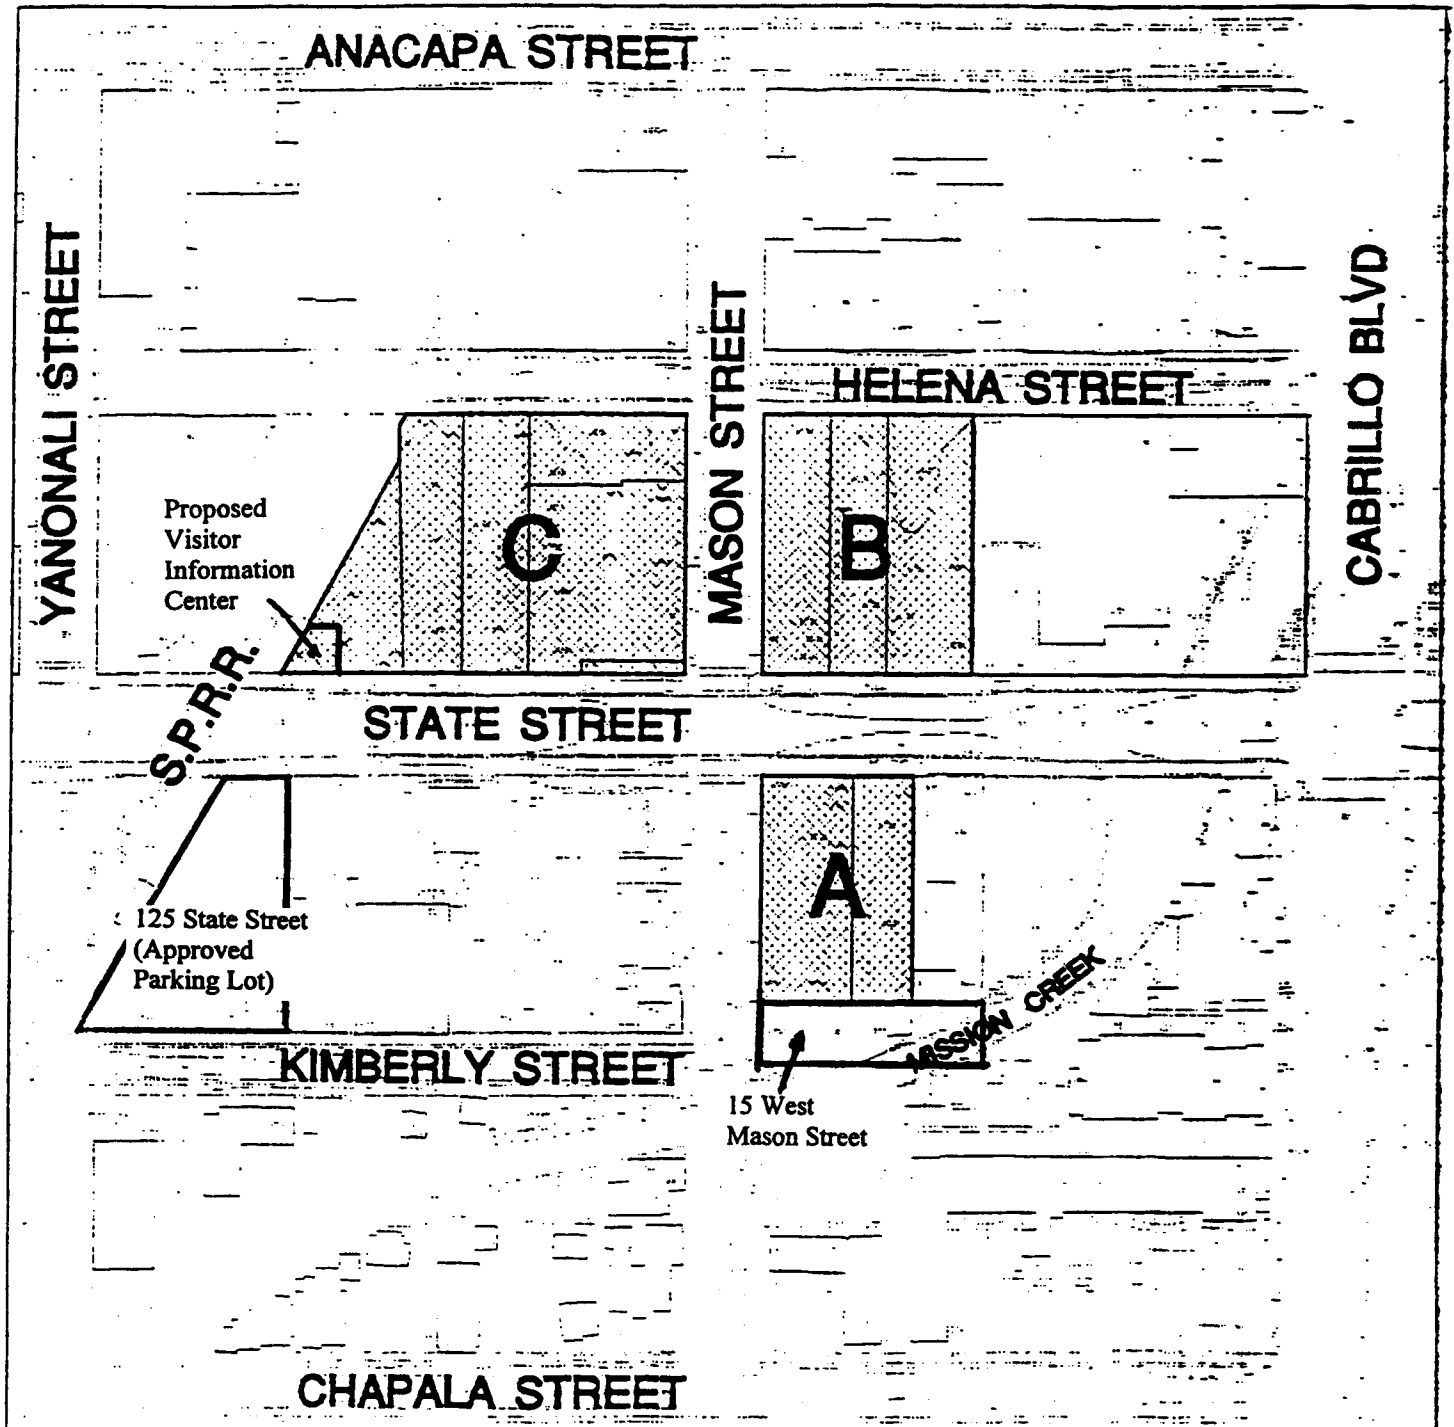 ANACAPA STREET
YANONALI STREET
MASON STREET
HELENA STREET
CABRILLO BLVD
Proposed
Visitor
Information
Center
C
B
S.P.R.R.
STATE STREET
125 State Street
(Approved
Parking Lot)
A
MISSION CREEK
KIMBERLY STREET
15 West
Mason Street
CHAPALA STREET